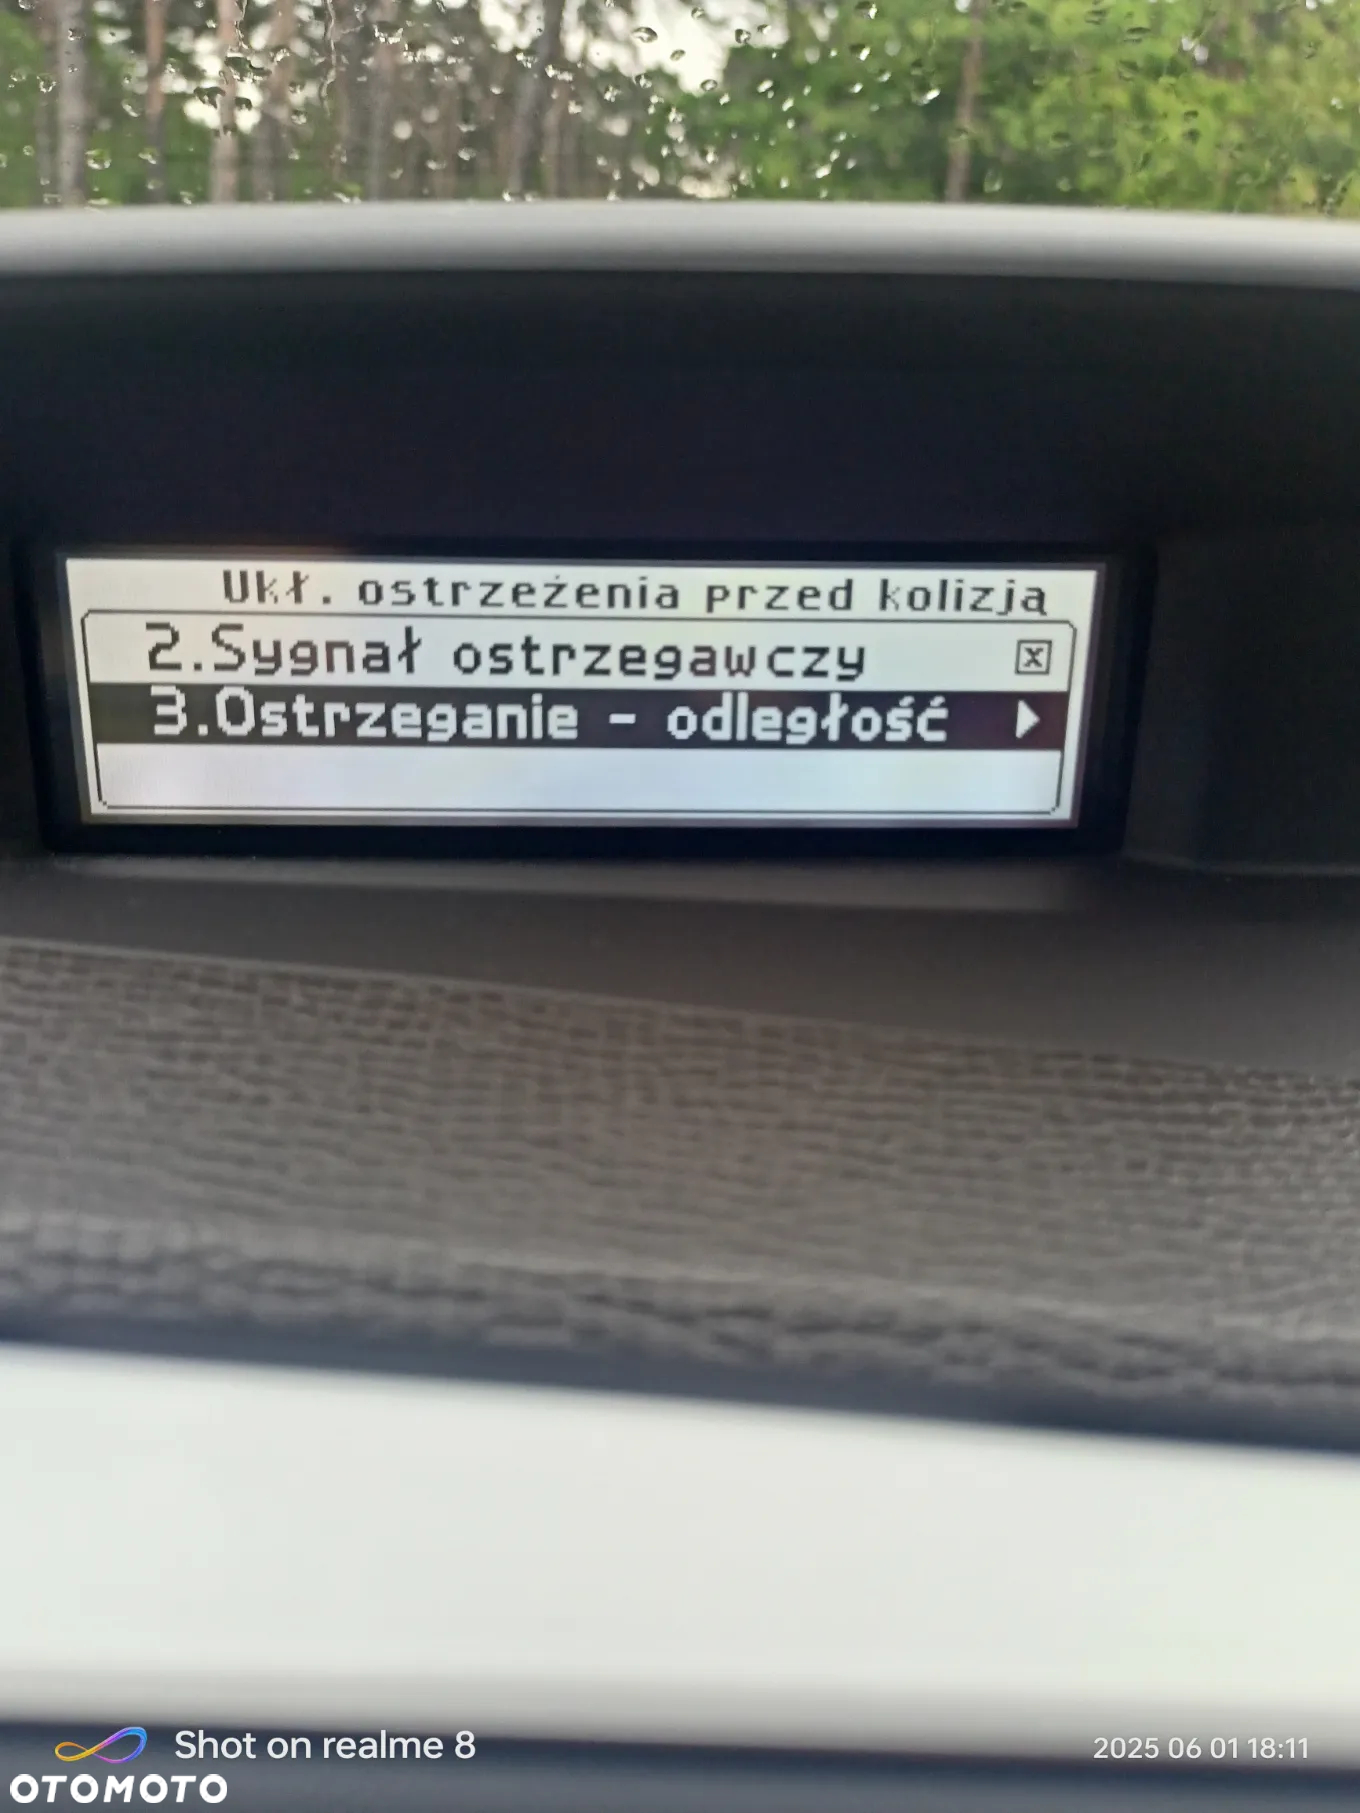 Ukł. ostrzeżenia przed kolizją
2.Sygnał ostrzegawczy
3.Ostrzeganie - odległość
Shot on realme 8
2025 06 01 18:11
OTOMOTO